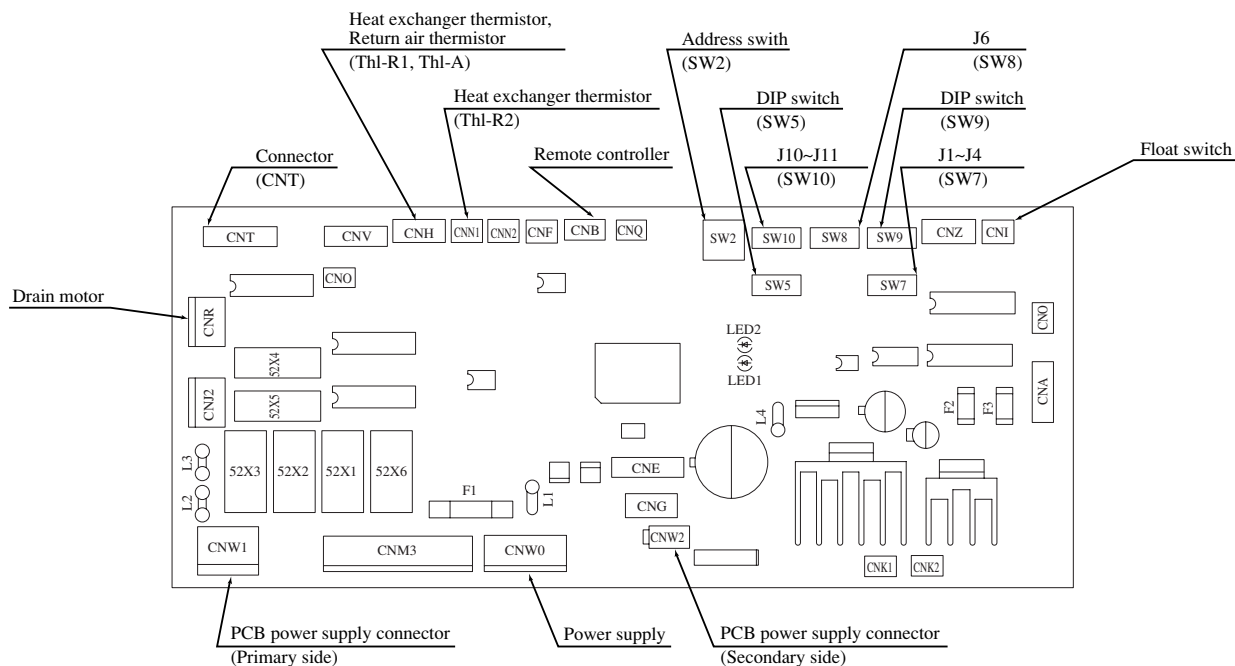 Heat exchanger thermistor,
Return air thermistor
(Thl-R1, Thl-A)
Address swith
(SW2)
J6
(SW8)
Heat exchanger thermistor
(Thl-R2)
DIP switch
(SW5)
DIP switch
(SW9)
Connector
(CNT)
Remote controller
J10~J11
(SW10)
J1~J4
(SW7)
Float switch
CNT
CNV
CNH
CNN1
CNN2
CNF
CNB
CNQ
SW2
SW10
SW8
SW9
CNZ
CNI
CNO
SW5
SW7
Drain motor
CNR
CNO
LED2
LED1
52X4
52X5
CNJ2
CNA
F2
F3
L4
L3
L2
52X3
52X2
52X1
52X6
CNE
F1
L1
CNG
CNW2
CNW1
CNM3
CNW0
CNK1
CNK2
PCB power supply connector
(Primary side)
Power supply
PCB power supply connector
(Secondary side)